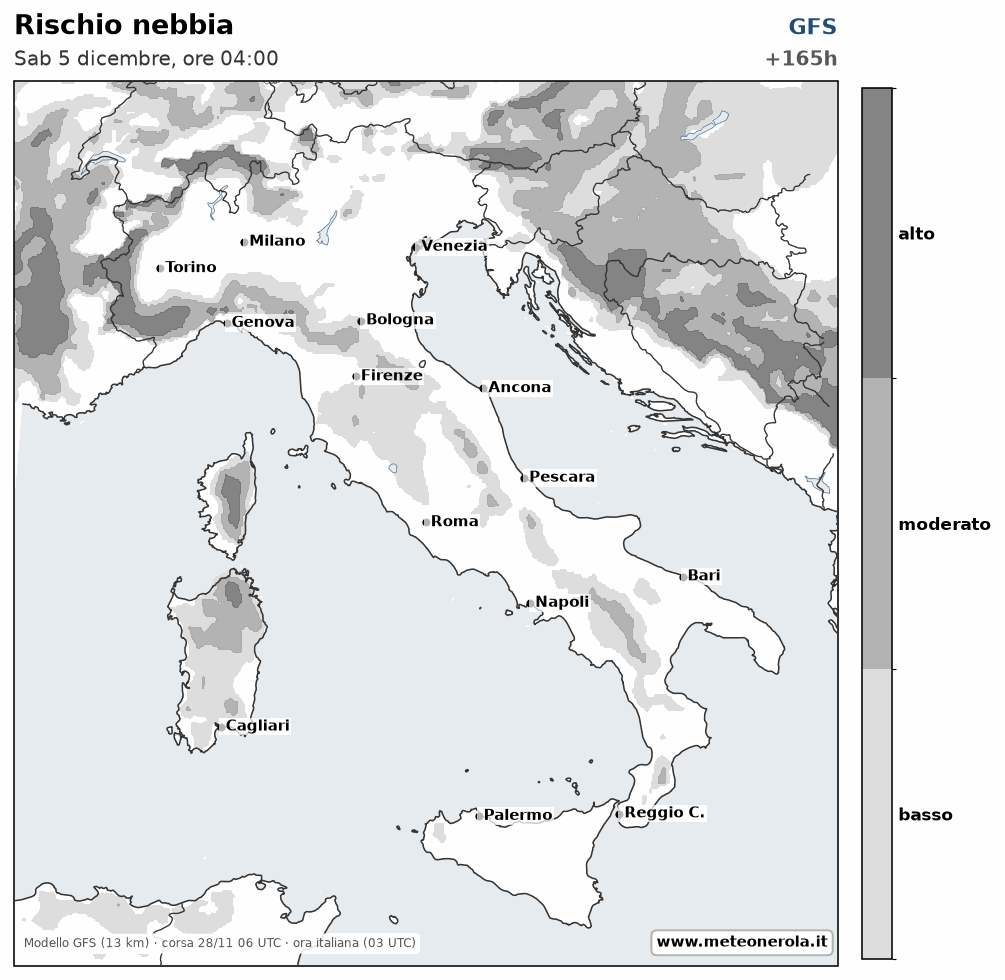 Rischio nebbia
GFS
Sab 5 dicembre, ore 04:00
+165h
alto
moderato
basso
Milano
Venezia
Torino
Genova
Bologna
Firenze
Ancona
Pescara
Roma
Bari
Napoli
Cagliari
Palermo
Reggio C.
Modello GFS (13 km) · corsa 28/11 06 UTC · ora italiana (03 UTC)
www.meteonerola.it